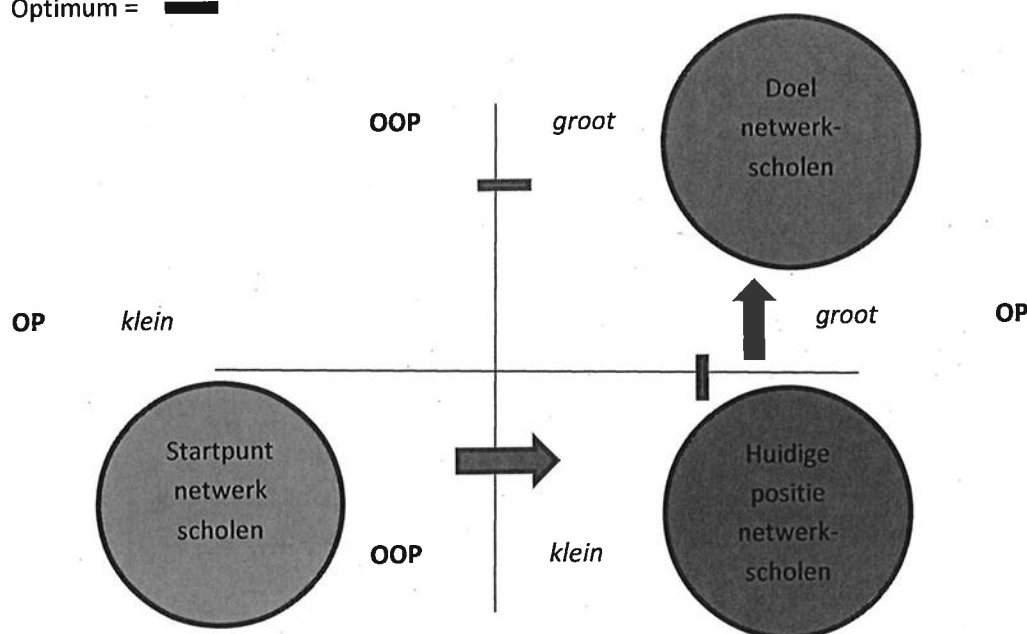 Optimum =
OOP groot
Doel
netwerk-
scholen
OP klein
groot OP
Startpunt
netwerk
scholen
Huidige
positie
netwerk-
scholen
OOP klein